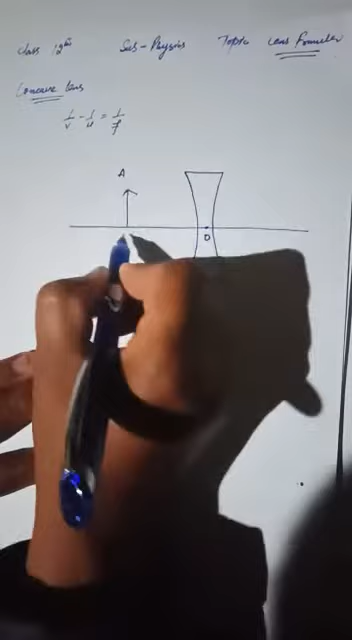 Class 12th Sub - Physics Topic Lens Formula
Concave lens
1/v - 1/u = 1/f
A
O